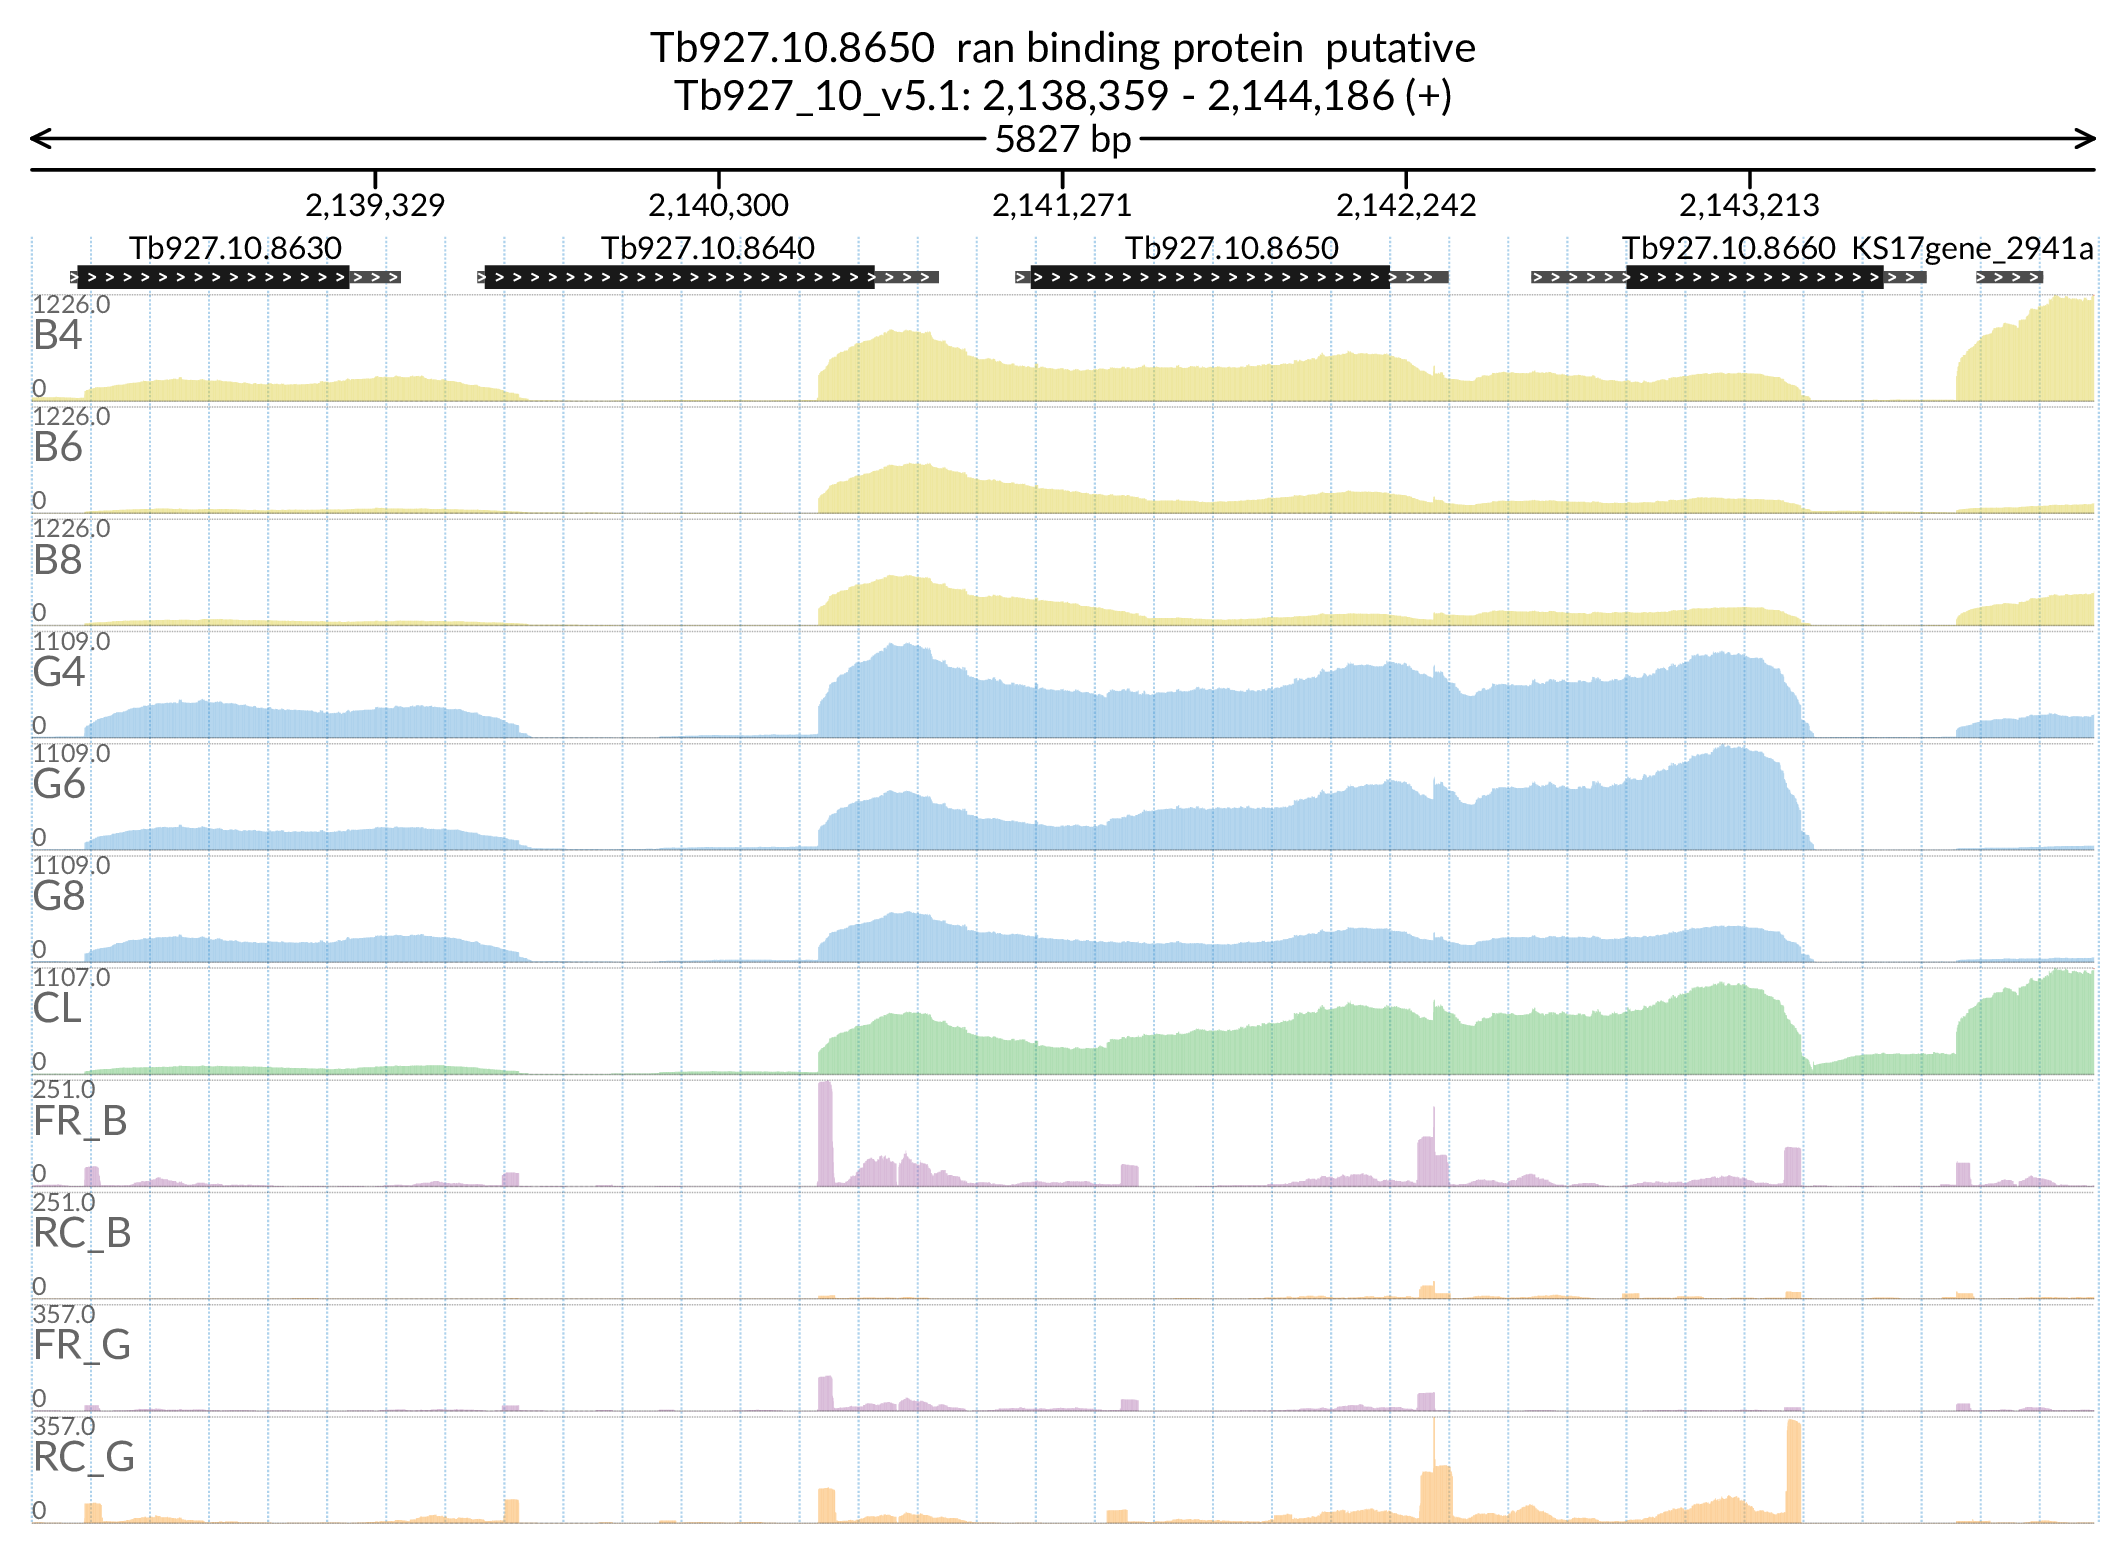 Tb927.10.8650  ran binding protein  putative
Tb927_10_v5.1: 2,138,359 - 2,144,186 (+)
5827 bp
2,139,329 2,140,300 2,141,271 2,142,242 2,143,213
Tb927.10.8630 Tb927.10.8640 Tb927.10.8650 Tb927.10.8660 KS17gene_2941a
1226.0
B4
0
1226.0
B6
0
1226.0
B8
0
1109.0
G4
0
1109.0
G6
0
1109.0
G8
0
1107.0
CL
0
251.0
FR_B
0
251.0
RC_B
0
357.0
FR_G
0
357.0
RC_G
0